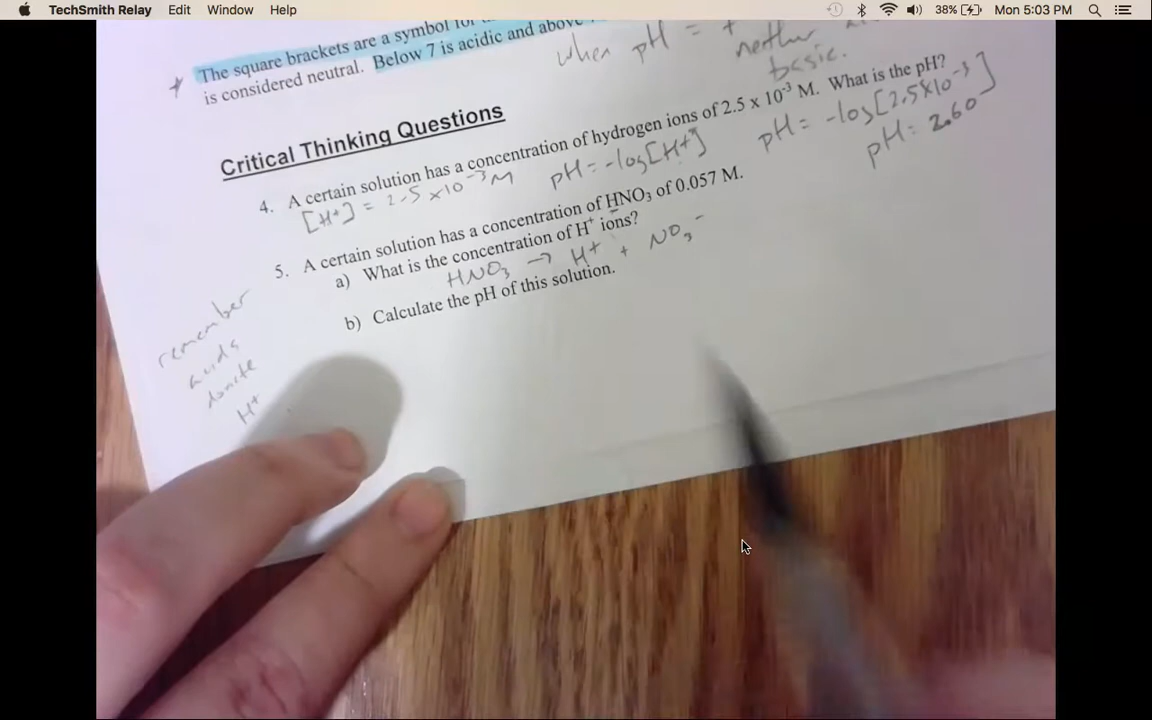 TechSmith Relay Edit Window Help 38% Mon 5:03 PM
The square brackets are a symbol for
is considered neutral. Below 7 is acidic and above
when pH = 7
neither
basic.
Critical Thinking Questions
4. A certain solution has a concentration of hydrogen ions of 2.5 x 10⁻³ M. What is the pH?
[H⁺] = 2.5 x10⁻³ M pH = -log[H⁺] pH = -log[2.5x10⁻³]
pH = 2.60
5. A certain solution has a concentration of HNO₃ of 0.057 M.
a) What is the concentration of H⁺ ions?
HNO₃ → H⁺ + NO₃⁻
b) Calculate the pH of this solution.
remember
acids
donate
H⁺